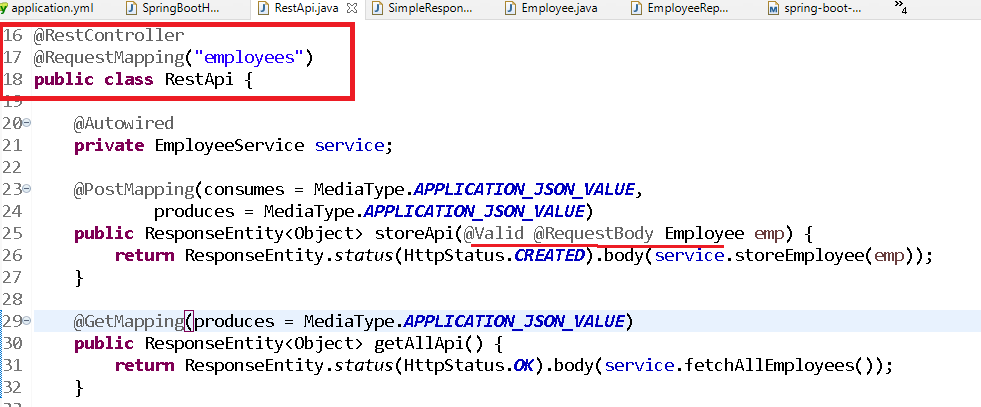 application.yml SpringBootH... RestApi.java SimpleRespon... Employee.java EmployeeRep... spring-boot-... »4
16 @RestController
17 @RequestMapping("employees")
18 public class RestApi {
19
20 @Autowired
21 private EmployeeService service;
22
23 @PostMapping(consumes = MediaType.APPLICATION_JSON_VALUE,
24 produces = MediaType.APPLICATION_JSON_VALUE)
25 public ResponseEntity<Object> storeApi(@Valid @RequestBody Employee emp) {
26 return ResponseEntity.status(HttpStatus.CREATED).body(service.storeEmployee(emp));
27 }
28
29 @GetMapping(produces = MediaType.APPLICATION_JSON_VALUE)
30 public ResponseEntity<Object> getAllApi() {
31 return ResponseEntity.status(HttpStatus.OK).body(service.fetchAllEmployees());
32 }